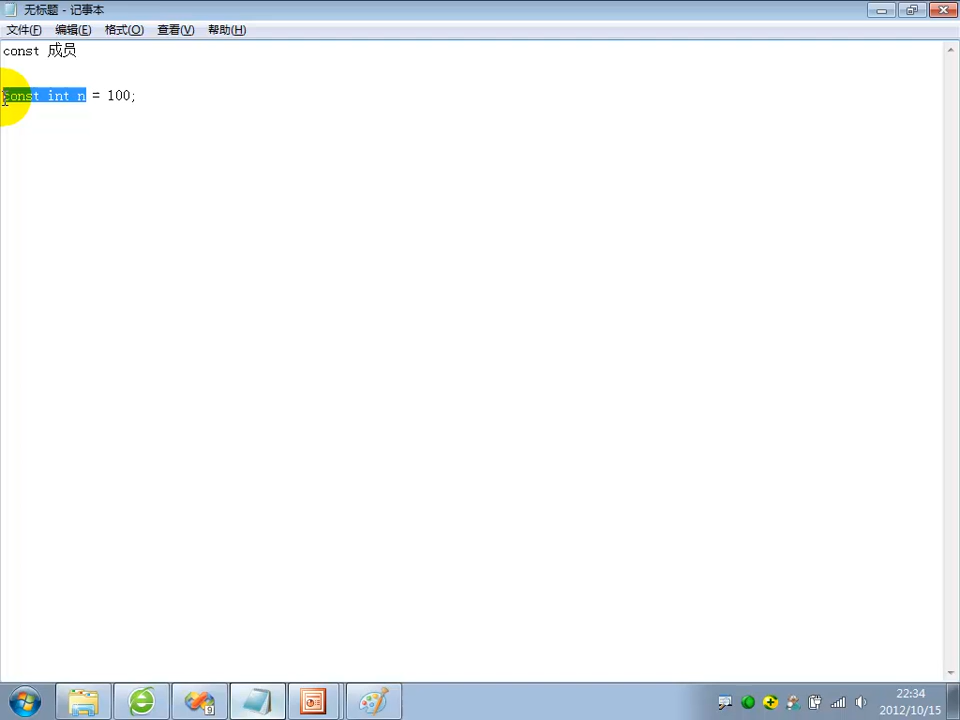 无标题 - 记事本
文件(F) 编辑(E) 格式(O) 查看(V) 帮助(H)
const 成员
const int n = 100;
9
22:34
2012/10/15